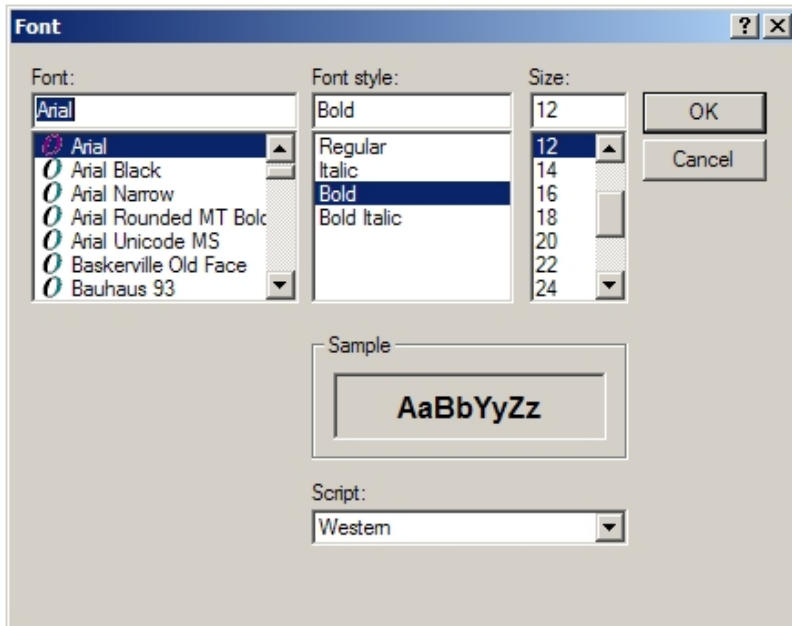 Font
Font:
Font style:
Size:
Arial
Bold
12
OK
Cancel
Arial
Arial Black
Arial Narrow
Arial Rounded MT Bold
Arial Unicode MS
Baskerville Old Face
Bauhaus 93
Regular
Italic
Bold
Bold Italic
12
14
16
18
20
22
24
Sample
AaBbYyZz
Script:
Western